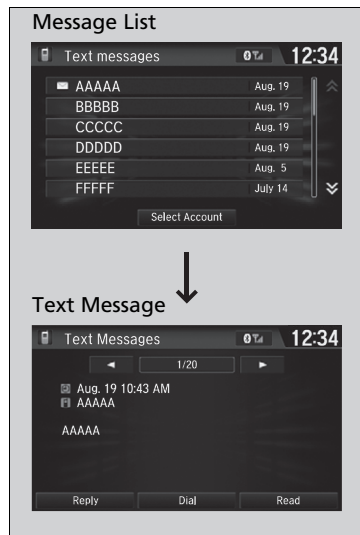 Message List
Text messages 12:34
AAAAA Aug. 19
BBBBB Aug. 19
CCCCC Aug. 19
DDDDD Aug. 19
EEEEE Aug. 5
FFFFF July 14
Select Account
Text Message
Text Messages 12:34
1/20
Aug. 19 10:43 AM
AAAAA
AAAAA
Reply Dial Read